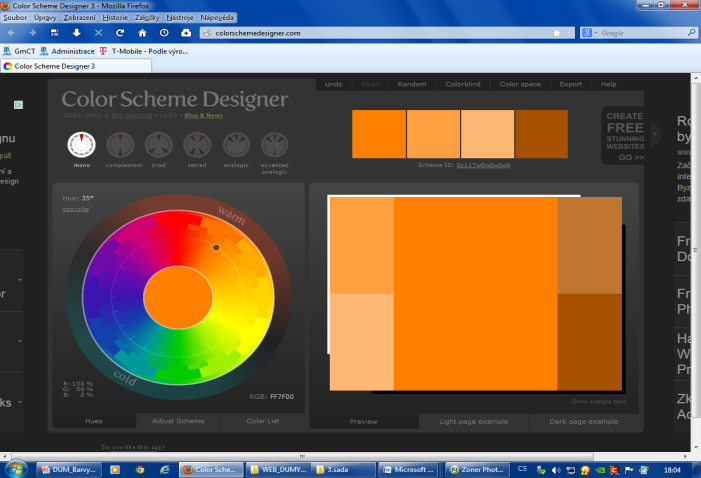 Color Scheme Designer 3 - Mozilla Firefox
Soubor Úpravy Zobrazení Historie Záložky Nástroje Nápověda
colorschemedesigner.com
Google
GmCT Administrace T-Mobile - Podle výro...
Color Scheme Designer 3
Undo Redo Random Colorblind Color space Export Help
Color Scheme Designer
2002–2010 © Petr Stanicek • v3.51 • Blog & News
mono complement triad tetrad analogic accented analogic
Scheme ID:
CREATE
FREE
STUNNING
WEBSITES
GO >>
gnu
grafi
ní a
design
or
ks
Ro
by
www
Zač
inte
Byz
zda
Fr
Do
Fr
Ph
Ha
W
Pr
Zk
Ac
Hue: 35°
opposite
warm
cold
R: 100 %
G: 50 %
B: 0 %
RGB: FF7F00
Show sample text
Hues Adjust Scheme Color List
Preview Light page example Dark page example
Do you like this app?
DUM_Barvy... Color Sche... WEB_DUMY... 3.sada Microsoft ... Zoner Phot... CS 18:04